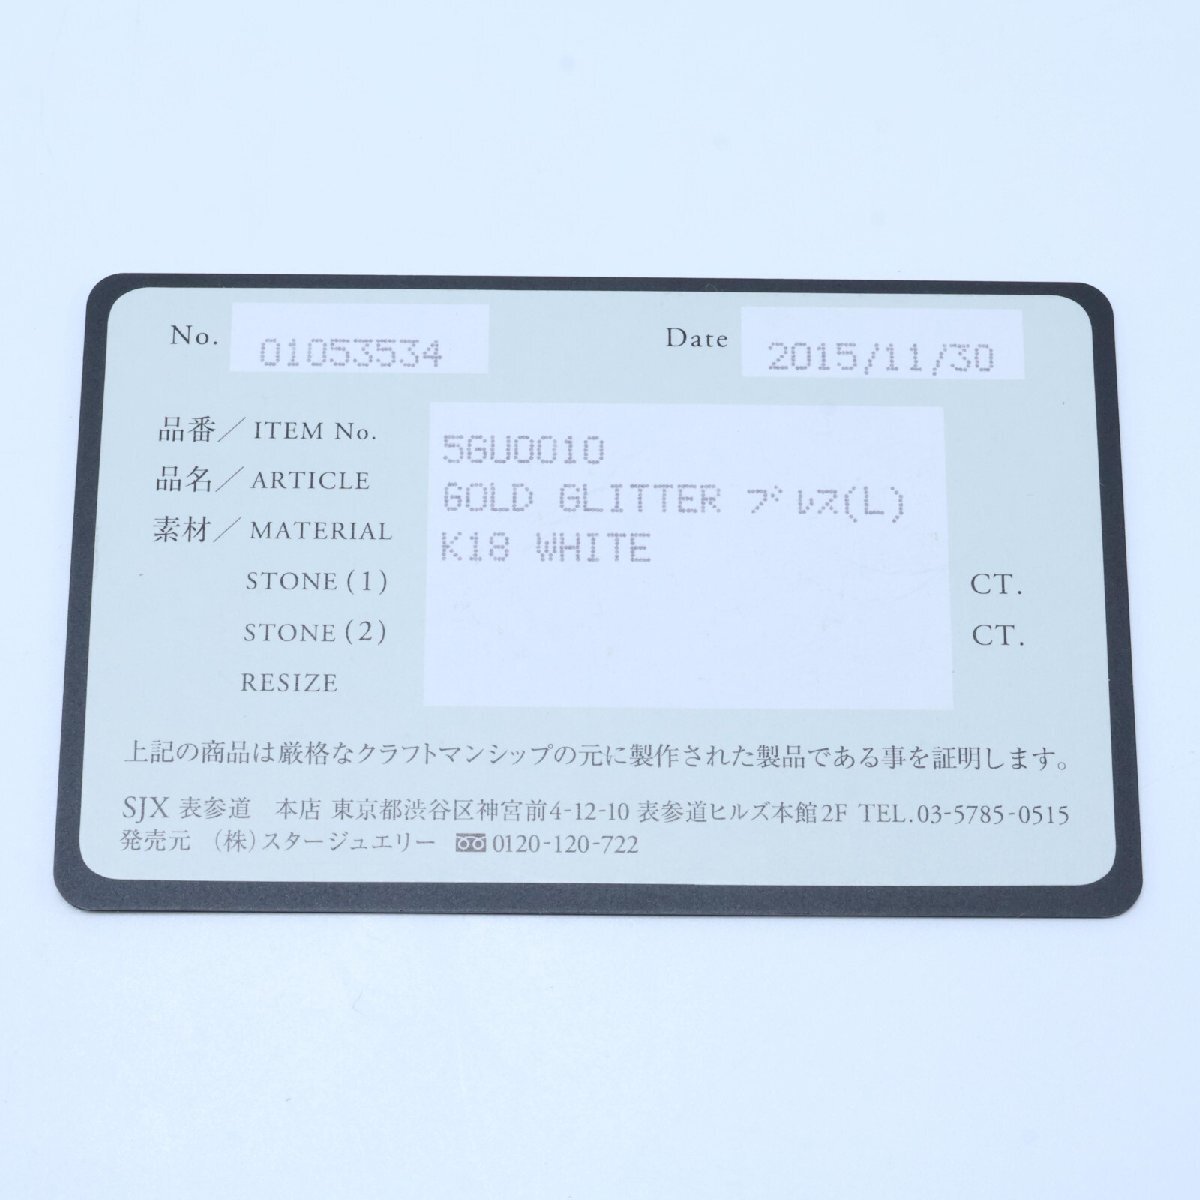 No. 01053534 Date 2015/11/30
品番／ITEM No. 5GU0010
品名／ARTICLE GOLD GLITTER ブレス(L)
素材／MATERIAL K18 WHITE
STONE (1) CT.
STONE (2) CT.
RESIZE
上記の商品は厳格なクラフトマンシップの元に製作された製品である事を証明します。
SJX 表参道　本店 東京都渋谷区神宮前4-12-10 表参道ヒルズ本館2F TEL.03-5785-0515
発売元　（株）スタージュエリー　0120-120-722